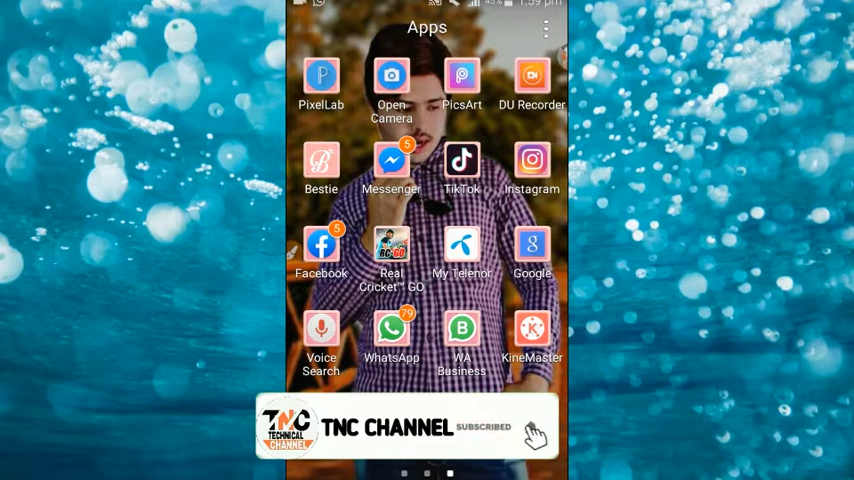 45% 1:59 pm
Apps
PixelLab
Open
Camera
PicsArt
DU Recorder
Bestie
5
Messenger
TikTok
Instagram
5
Facebook
Real
Cricket™ GO
My Telenor
Google
Voice
Search
79
WhatsApp
WA
Business
KineMaster
TNC
TECHNICAL
CHANNEL
TNC CHANNEL SUBSCRIBED